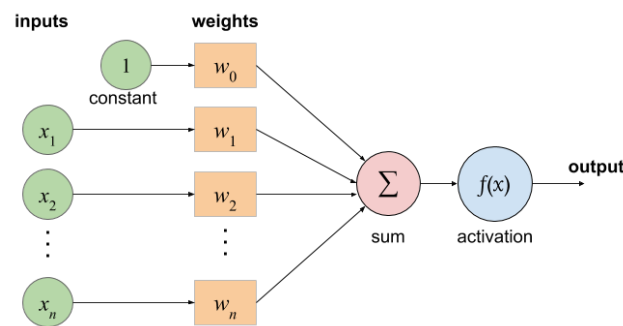 inputs weights
1 w₀
constant
x₁ w₁
x₂ w₂ Σ f(x) output
sum activation
xₙ wₙ